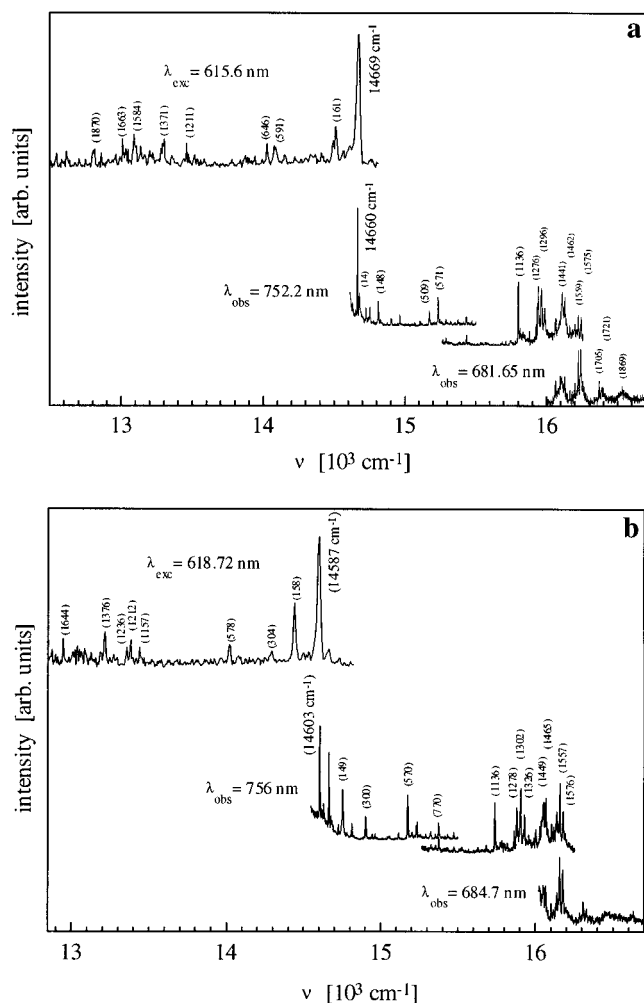 a
λexc = 615.6 nm
14669 cm-1
(1870)
(1663)
(1584)
(1371)
(1211)
(646)
(591)
(161)
intensity [arb. units]
λobs = 752.2 nm
14660 cm-1
(14)
(148)
(509)
(571)
(1136)
(1276)
(1296)
(1441)
(1462)
(1559)
(1575)
λobs = 681.65 nm
(1705)
(1721)
(1869)
13 14 15 16
ν [10³ cm-1]
b
λexc = 618.72 nm
(14587 cm-1)
(1644)
(1376)
(1236)
(1212)
(1157)
(578)
(304)
(158)
intensity [arb. units]
λobs = 756 nm
(14603 cm-1)
(149)
(300)
(570)
(770)
(1136)
(1278)
(1302)
(1326)
(1449)
(1465)
(1557)
(1576)
λobs = 684.7 nm
13 14 15 16
ν [10³ cm-1]